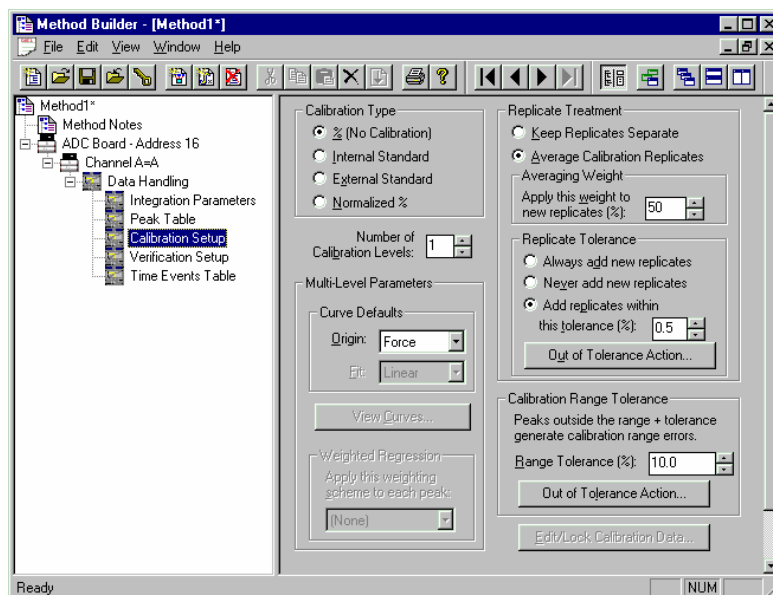 Method Builder - [Method1*]
File Edit View Window Help
Method1*
Method Notes
ADC Board - Address 16
Channel A=A
Data Handling
Integration Parameters
Peak Table
Calibration Setup
Verification Setup
Time Events Table
Calibration Type
% (No Calibration)
Internal Standard
External Standard
Normalized %
Number of
Calibration Levels: 1
Multi-Level Parameters
Curve Defaults
Origin: Force
Fit: Linear
View Curves...
Weighted Regression
Apply this weighting
scheme to each peak:
(None)
Replicate Treatment
Keep Replicates Separate
Average Calibration Replicates
Averaging Weight
Apply this weight to
new replicates (%): 50
Replicate Tolerance
Always add new replicates
Never add new replicates
Add replicates within
this tolerance (%): 0.5
Out of Tolerance Action...
Calibration Range Tolerance
Peaks outside the range + tolerance
generate calibration range errors.
Range Tolerance (%): 10.0
Out of Tolerance Action...
Edit/Lock Calibration Data...
Ready NUM